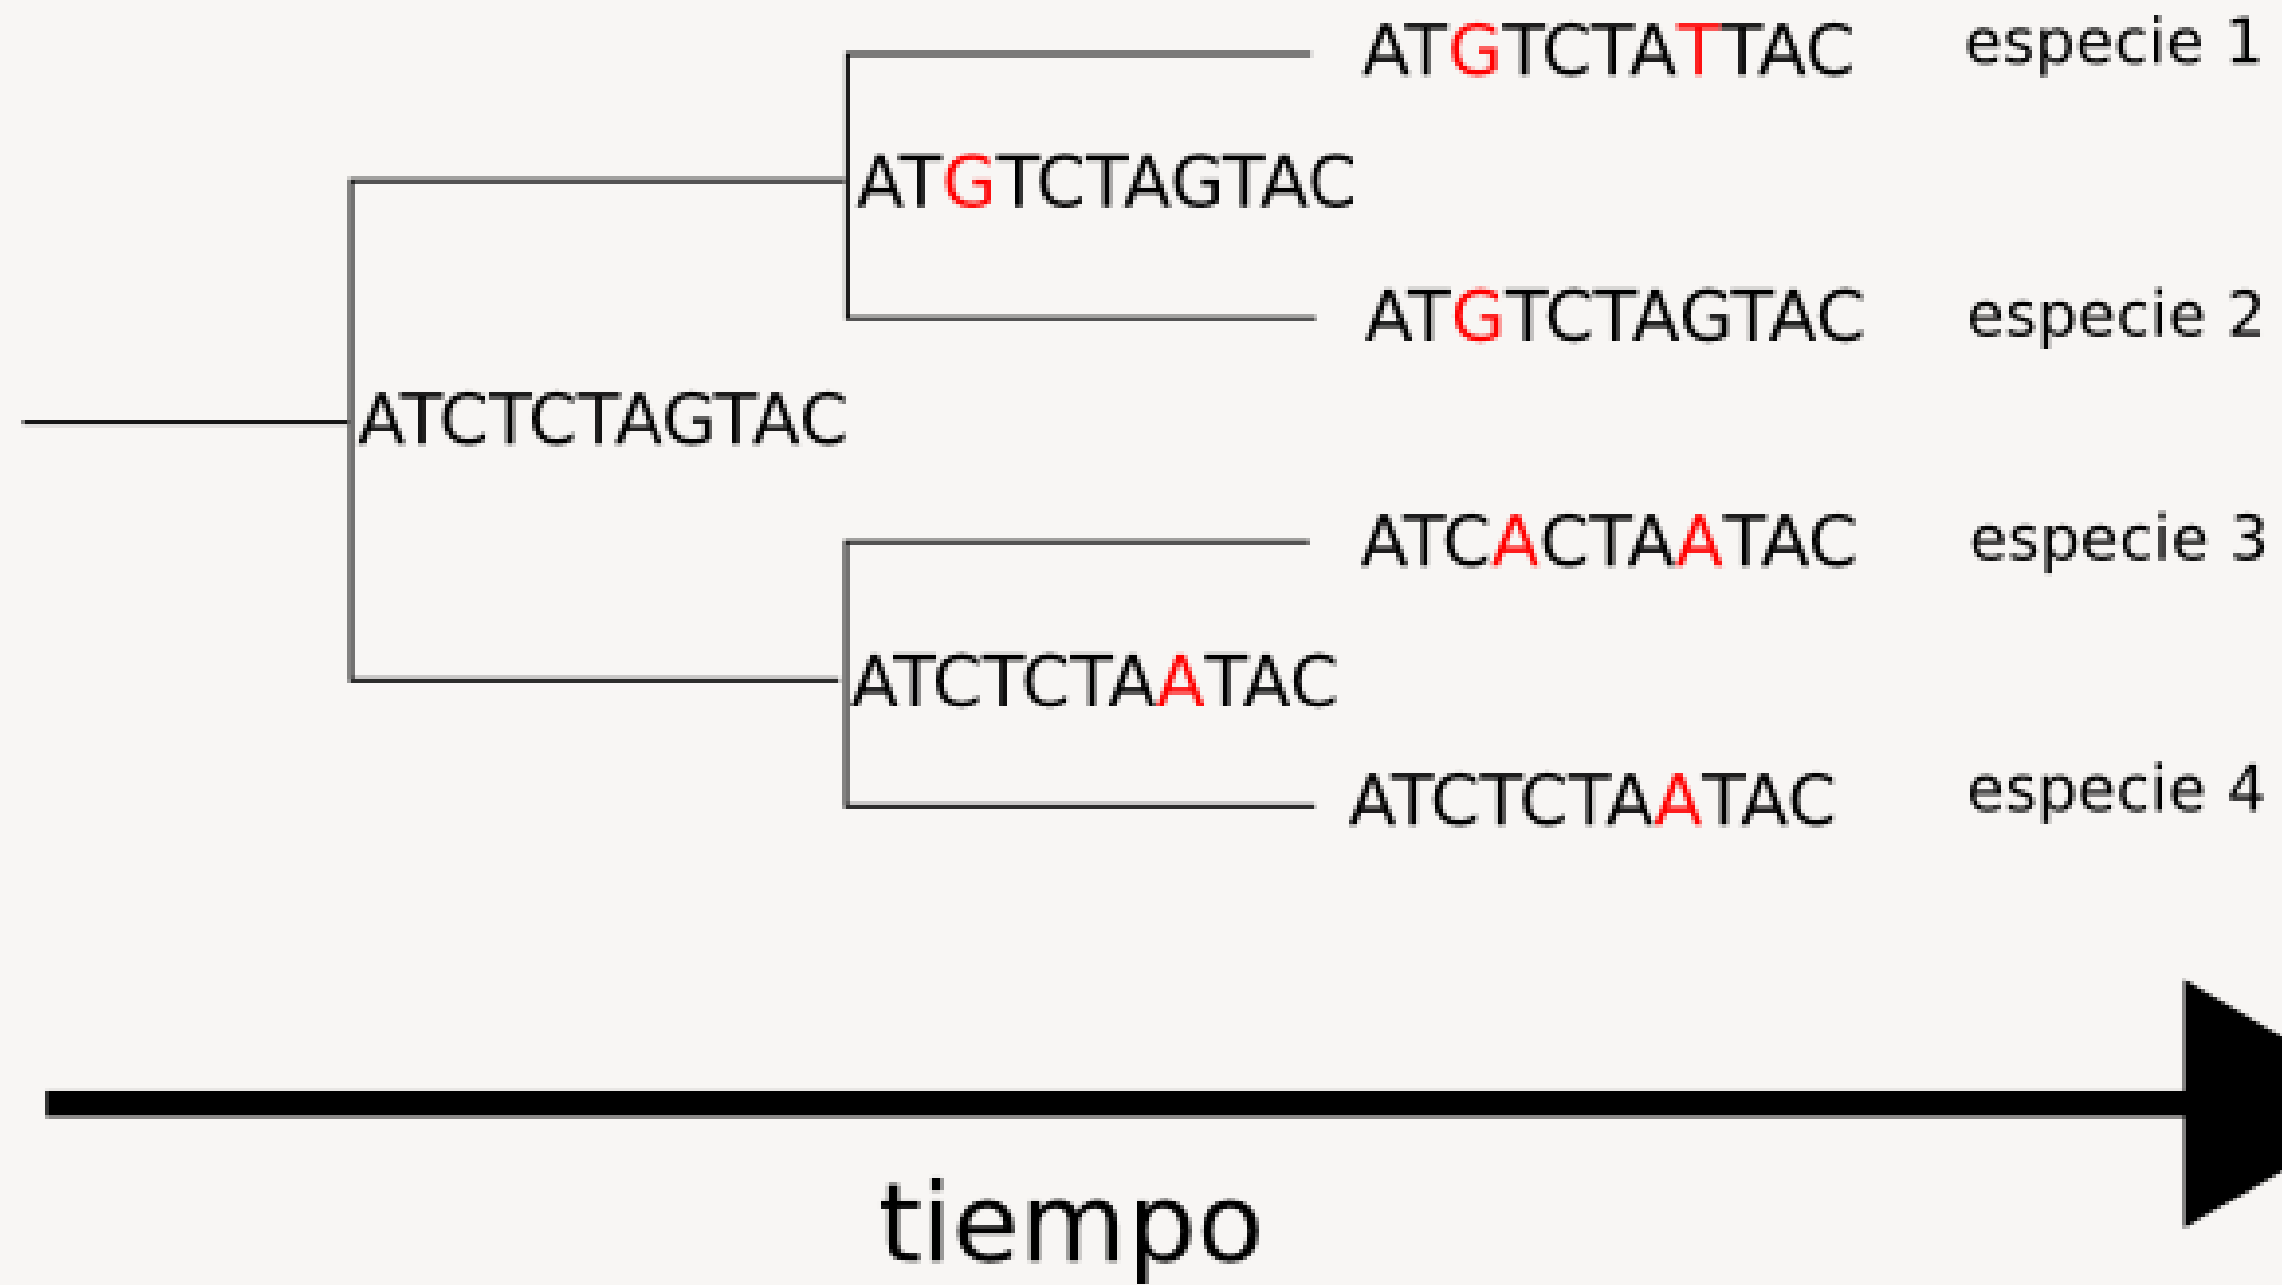 ATGTCTATTAC especie 1
ATGTCTAGTAC
ATGTCTAGTAC especie 2
ATCTCTAGTAC
ATCACTAATAC especie 3
ATCTCTAATAC
ATCTCTAATAC especie 4
tiempo